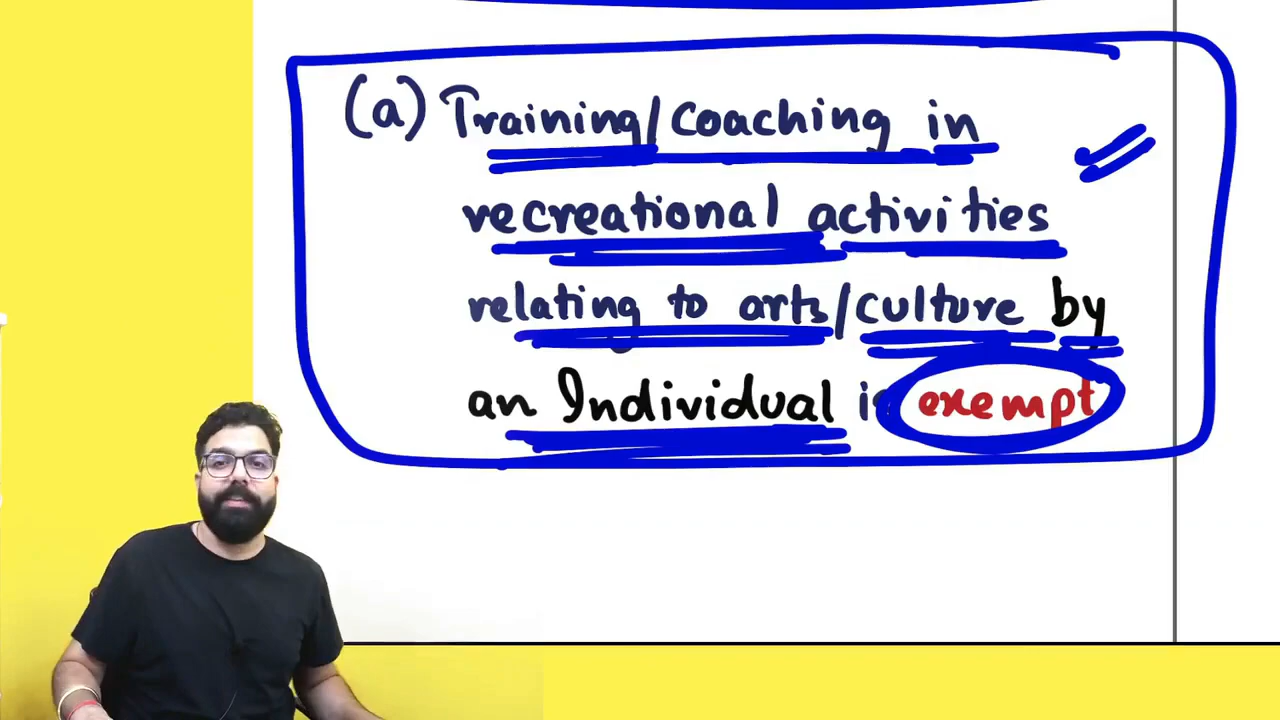 (a) Training/Coaching in
recreational activities
relating to arts/culture by
an Individual is exempt